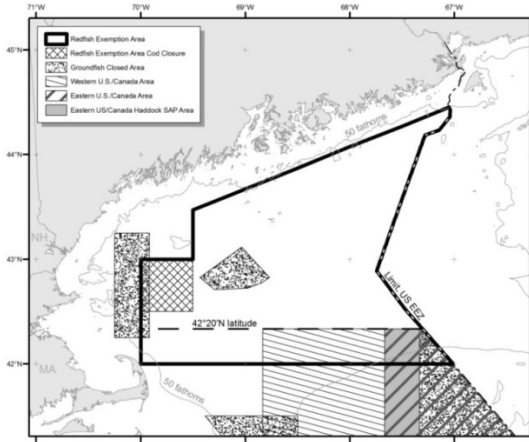 71°W
70°W
69°W
68°W
67°W
45°N
44°N
43°N
42°N
Redfish Exemption Area
Redfish Exemption Area Cod Closure
Groundfish Closed Area
Western U.S./Canada Area
Eastern U.S./Canada Area
Eastern US/Canada Haddock SAP Area
50 fathoms
NH
Limit, US EEZ
42°20'N latitude
MA
50 fathoms